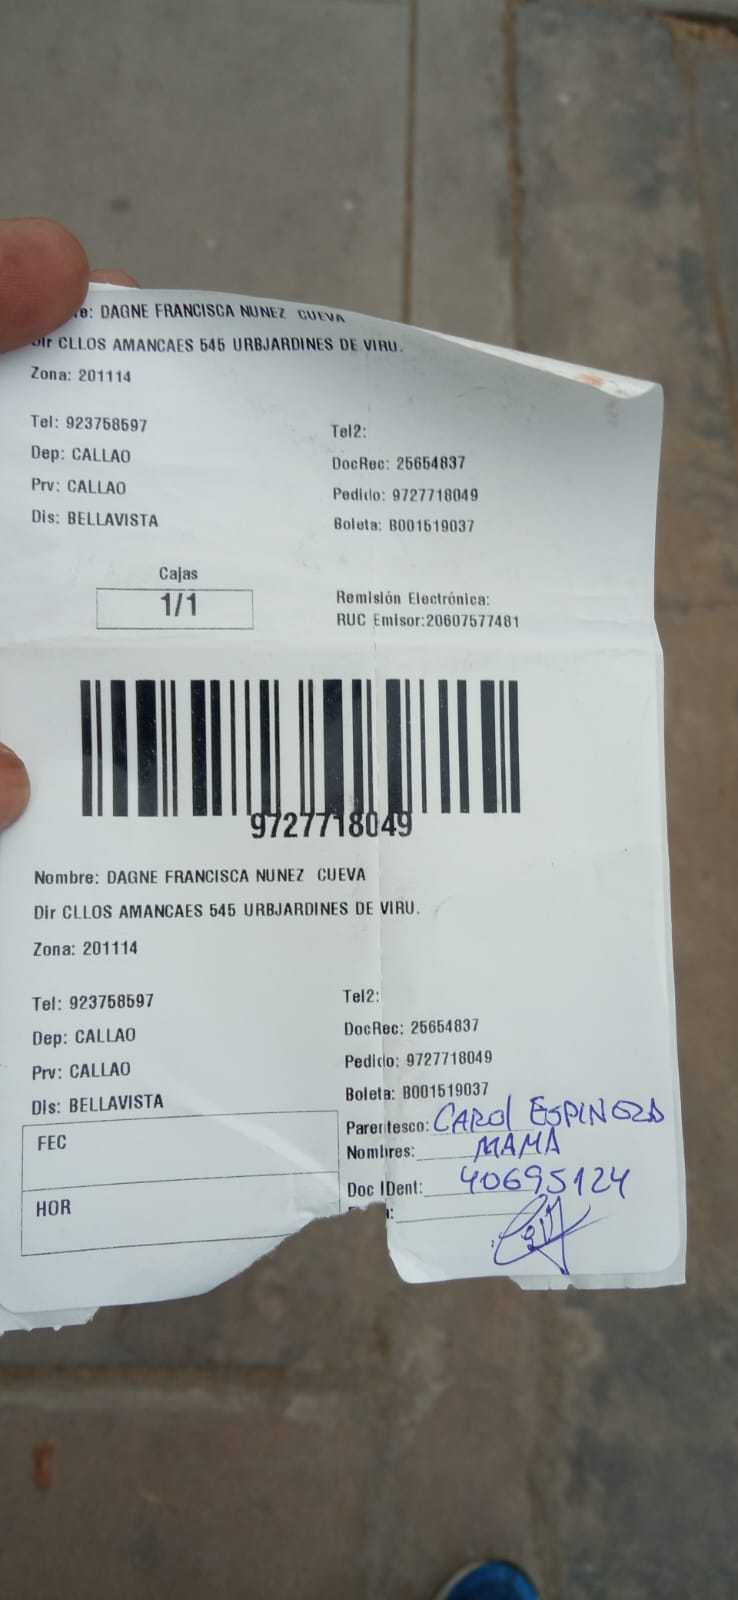 e: DAGNE FRANCISCA NUNEZ CUEVA
Dir CLLOS AMANCAES 545 URBJARDINES DE VIRU.
Zona: 201114
Tel: 923758597
Tel2:
Dep: CALLAO
DocRec: 25654837
Prv: CALLAO
Pedido: 9727718049
Dis: BELLAVISTA
Boleta: B001519037
Cajas
1/1
Remisión Electrónica:
RUC Emisor:20607577481
9727718049
Nombre: DAGNE FRANCISCA NUNEZ CUEVA
Dir CLLOS AMANCAES 545 URBJARDINES DE VIRU.
Zona: 201114
Tel: 923758597
Tel2:
Dep: CALLAO
DocRec: 25654837
Prv: CALLAO
Pedido: 9727718049
Dis: BELLAVISTA
Boleta: B001519037
FEC
HOR
Parentesco: CAROL ESPINOZA
Nombres: MAMA
Doc IDent: 40695124